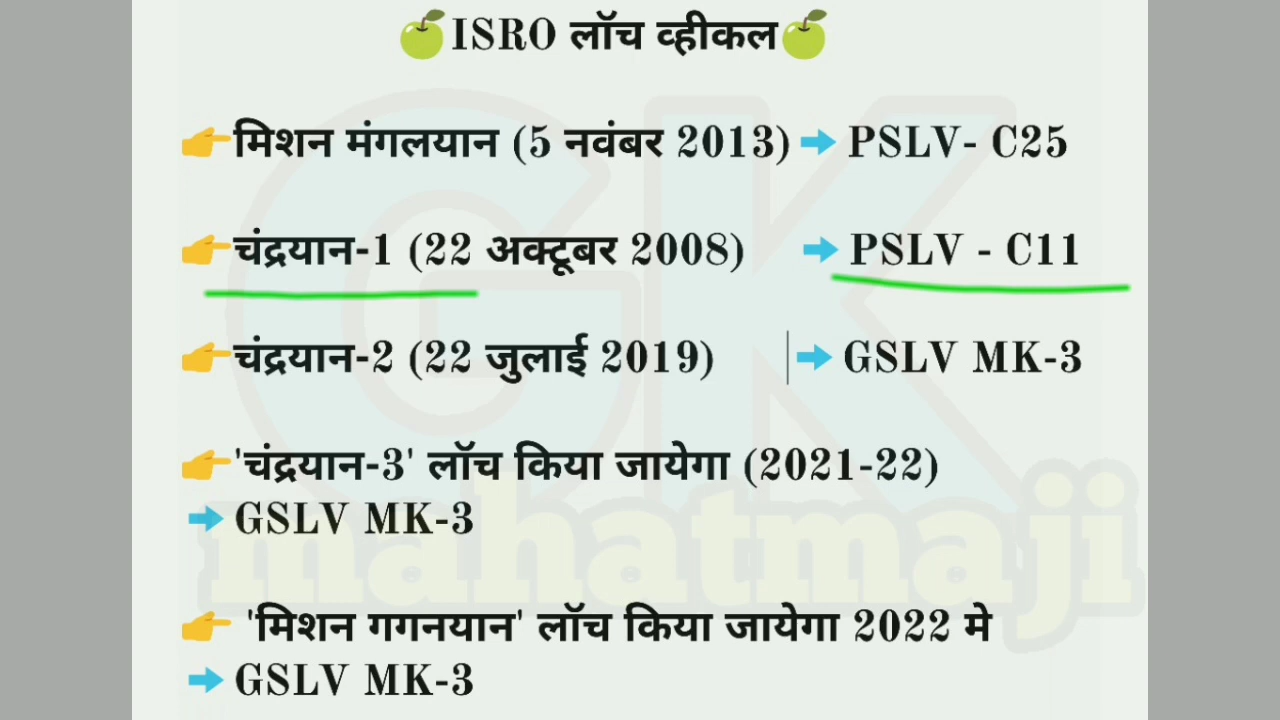 🍏ISRO लॉच व्हीकल🍏
👉मिशन मंगलयान (5 नवंबर 2013)➡PSLV- C25
👉चंद्रयान-1 (22 अक्टूबर 2008) ➡PSLV - C11
👉चंद्रयान-2 (22 जुलाई 2019) ➡GSLV MK-3
👉'चंद्रयान-3' लॉच किया जायेगा (2021-22)
➡GSLV MK-3
👉 'मिशन गगनयान' लॉच किया जायेगा 2022 मे
➡GSLV MK-3
GK
mahatmaji